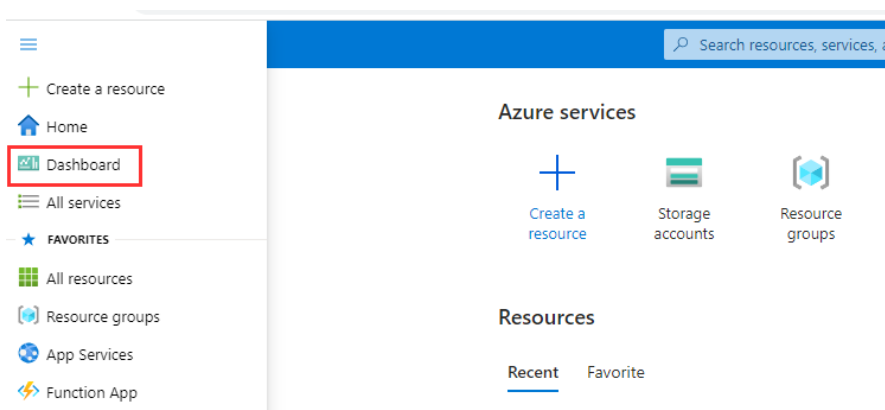 Search resources, services,
Create a resource
Home
Dashboard
All services
FAVORITES
All resources
Resource groups
App Services
Function App
Azure services
Create a
resource
Storage
accounts
Resource
groups
Resources
Recent Favorite